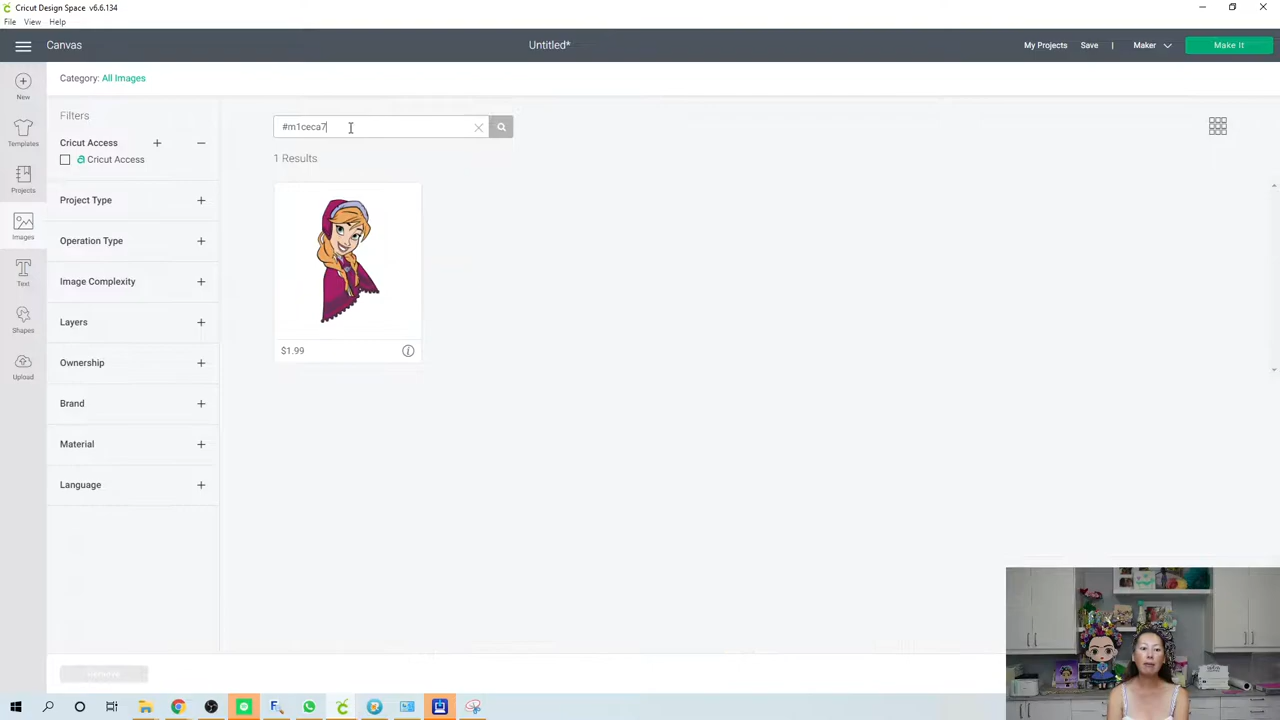 Cricut Design Space v6.6.134
File View Help
Canvas
Untitled*
My Projects Save | Maker Make It
New
Templates
Projects
Images
Text
Shapes
Upload
Category: All Images
Filters
Cricut Access
Cricut Access
Project Type
Operation Type
Image Complexity
Layers
Ownership
Brand
Material
Language
#m1ceca7
1 Results
$1.99